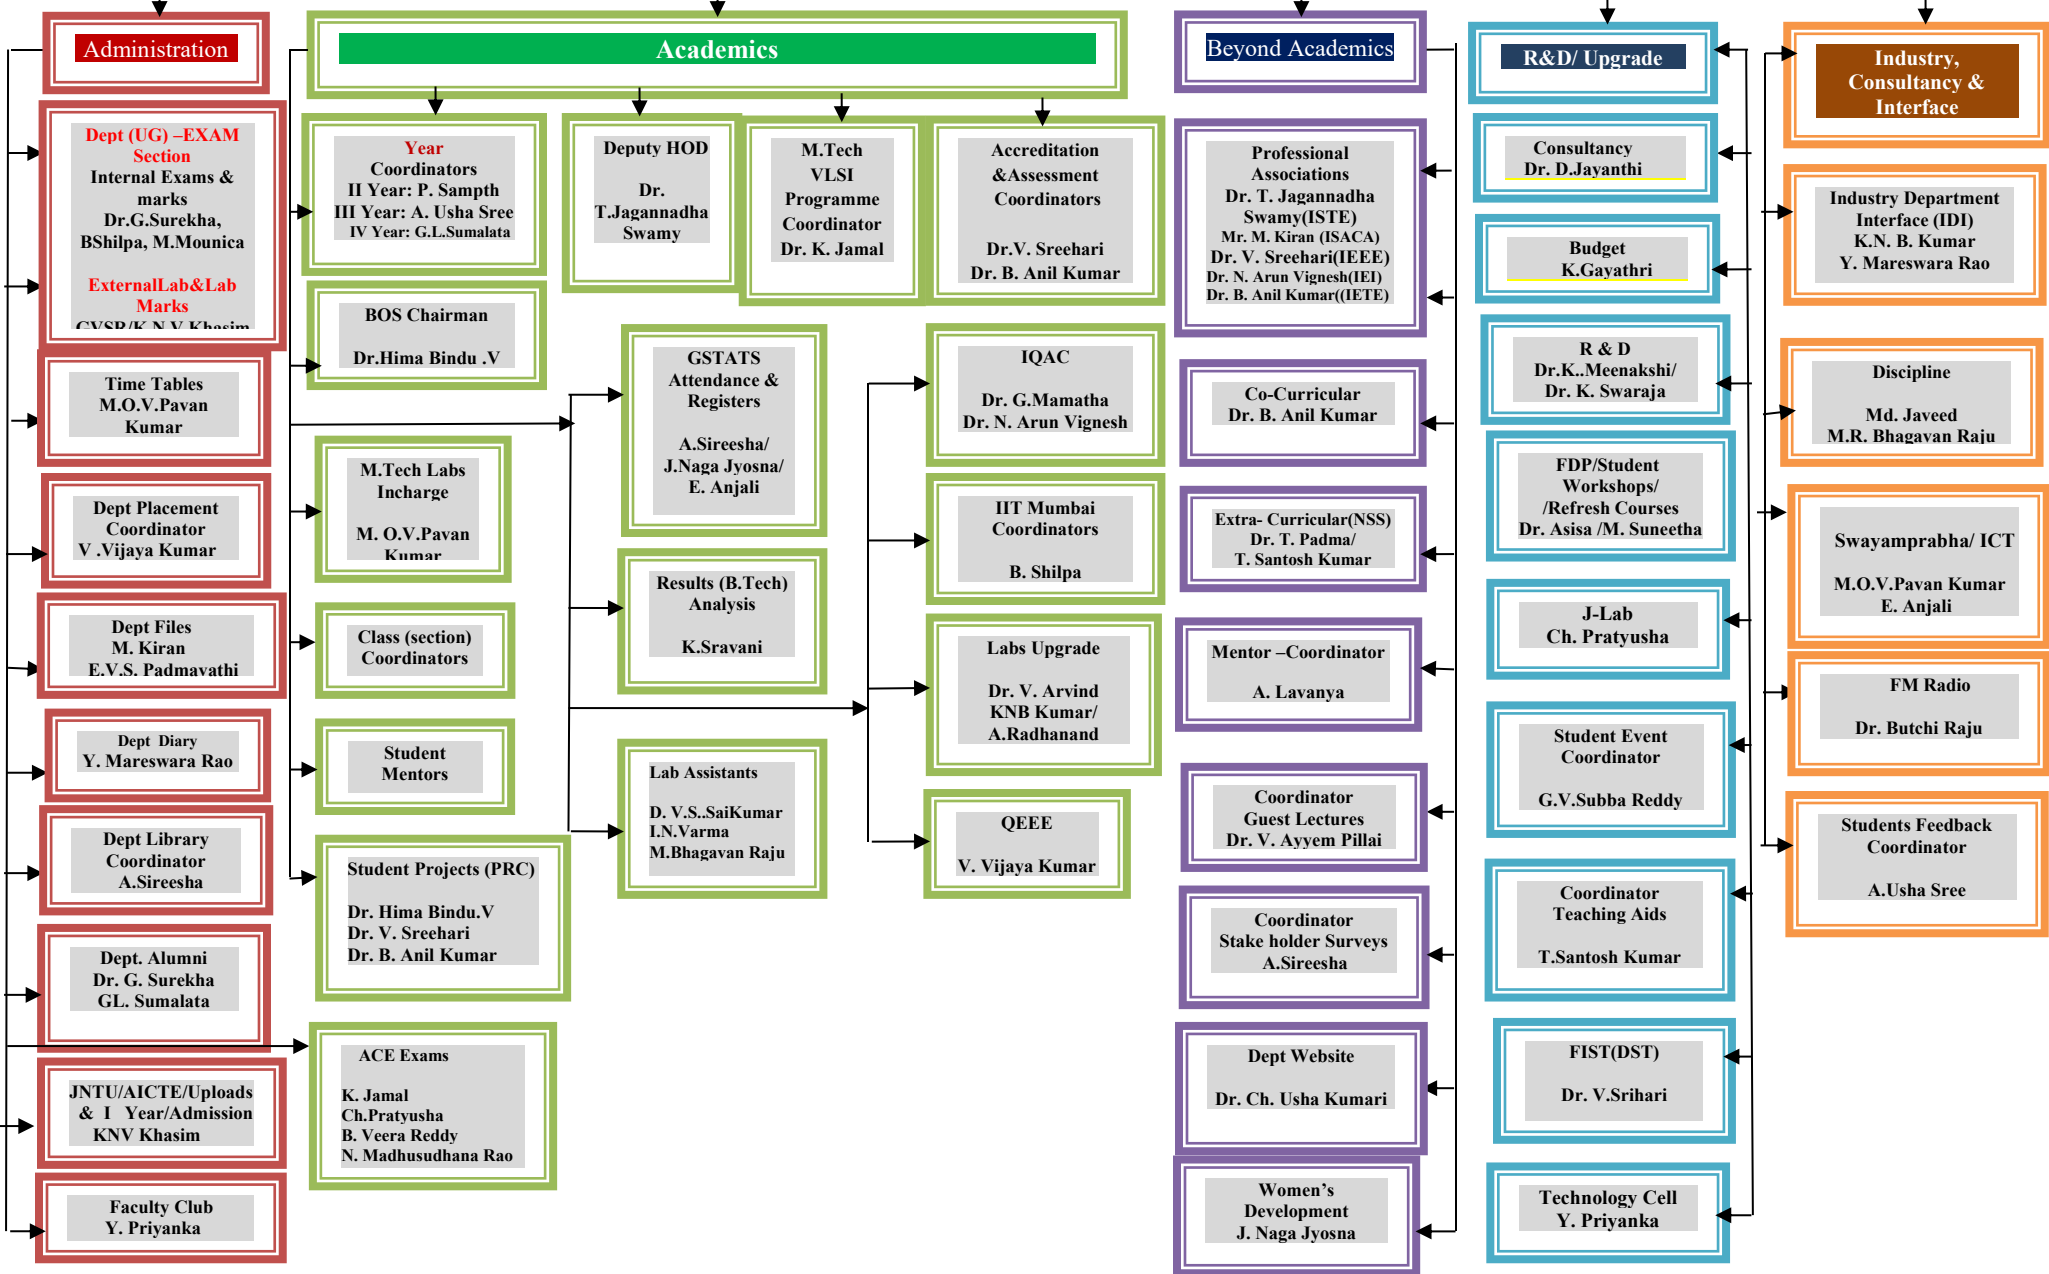 Administration
Dept (UG) –EXAM
Section
Internal Exams &
marks
Dr.G.Surekha,
BShilpa, M.Mounica
ExternalLab&Lab
Marks
GVSR/K.N.V.Khasim
Time Tables
M.O.V.Pavan
Kumar
Dept Placement
Coordinator
V .Vijaya Kumar
Dept Files
M. Kiran
E.V.S. Padmavathi
Dept Diary
Y. Mareswara Rao
Dept Library
Coordinator
A.Sireesha
Dept. Alumni
Dr. G. Surekha
GL. Sumalata
JNTU/AICTE/Uploads
& I Year/Admission
KNV Khasim
Faculty Club
Y. Priyanka
Academics
Year
Coordinators
II Year: P. Sampth
III Year: A. Usha Sree
IV Year: G.L.Sumalata
Deputy HOD
Dr.
T.Jagannadha
Swamy
M.Tech
VLSI
Programme
Coordinator
Dr. K. Jamal
Accreditation
&Assessment
Coordinators
Dr.V. Sreehari
Dr. B. Anil Kumar
BOS Chairman
Dr.Hima Bindu .V
M.Tech Labs
Incharge
M. O.V.Pavan
Kumar
Class (section)
Coordinators
Student
Mentors
Student Projects (PRC)
Dr. Hima Bindu.V
Dr. V. Sreehari
Dr. B. Anil Kumar
ACE Exams
K. Jamal
Ch.Pratyusha
B. Veera Reddy
N. Madhusudhana Rao
GSTATS
Attendance &
Registers
A.Sireesha/
J.Naga Jyosna/
E. Anjali
Results (B.Tech)
Analysis
K.Sravani
Lab Assistants
D. V.S..SaiKumar
I.N.Varma
M.Bhagavan Raju
IQAC
Dr. G.Mamatha
Dr. N. Arun Vignesh
IIT Mumbai
Coordinators
B. Shilpa
Labs Upgrade
Dr. V. Arvind
KNB Kumar/
A.Radhanand
QEEE
V. Vijaya Kumar
Beyond Academics
Professional
Associations
Dr. T. Jagannadha
Swamy(ISTE)
Mr. M. Kiran (ISACA)
Dr. V. Sreehari(IEEE)
Dr. N. Arun Vignesh(IEI)
Dr. B. Anil Kumar((IETE)
Co-Curricular
Dr. B. Anil Kumar
Extra- Curricular(NSS)
Dr. T. Padma/
T. Santosh Kumar
Mentor –Coordinator
A. Lavanya
Coordinator
Guest Lectures
Dr. V. Ayyem Pillai
Coordinator
Stake holder Surveys
A.Sireesha
Dept Website
Dr. Ch. Usha Kumari
Women’s
Development
J. Naga Jyosna
R&D/ Upgrade
Consultancy
Dr. D.Jayanthi
Budget
K.Gayathri
R & D
Dr.K..Meenakshi/
Dr. K. Swaraja
FDP/Student
Workshops/
/Refresh Courses
Dr. Asisa /M. Suneetha
J-Lab
Ch. Pratyusha
Student Event
Coordinator
G.V.Subba Reddy
Coordinator
Teaching Aids
T.Santosh Kumar
FIST(DST)
Dr. V.Srihari
Technology Cell
Y. Priyanka
Industry,
Consultancy &
Interface
Industry Department
Interface (IDI)
K.N. B. Kumar
Y. Mareswara Rao
Discipline
Md. Javeed
M.R. Bhagavan Raju
Swayamprabha/ ICT
M.O.V.Pavan Kumar
E. Anjali
FM Radio
Dr. Butchi Raju
Students Feedback
Coordinator
A.Usha Sree